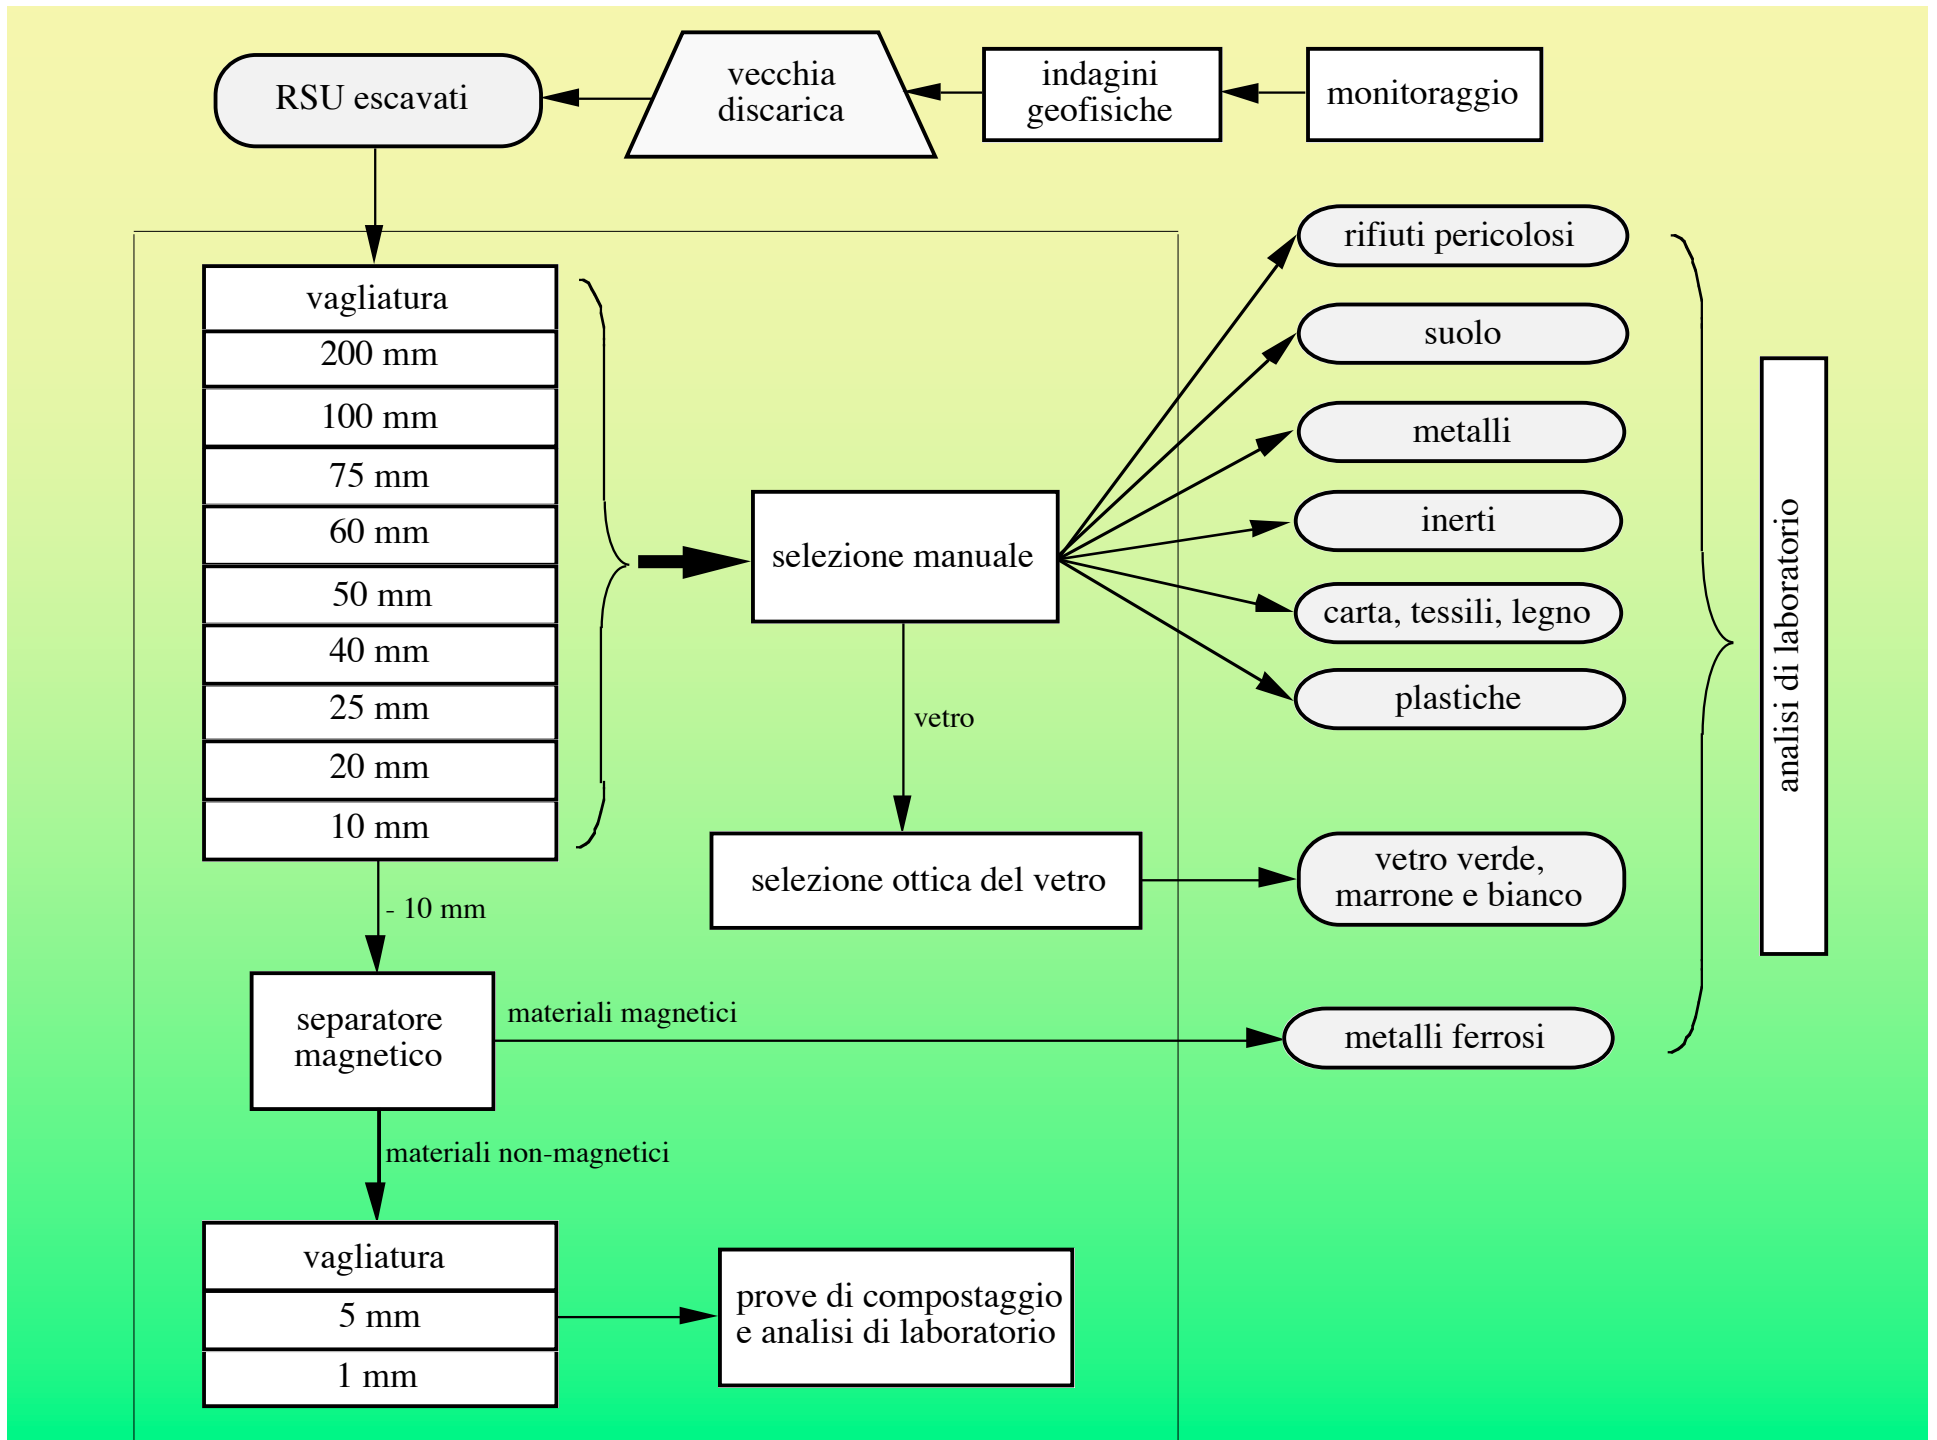 RSU escavati
vecchia
discarica
indagini
geofisiche
monitoraggio
vagliatura
200 mm
100 mm
75 mm
60 mm
50 mm
40 mm
25 mm
20 mm
10 mm
- 10 mm
selezione manuale
vetro
selezione ottica del vetro
rifiuti pericolosi
suolo
metalli
inerti
carta, tessili, legno
plastiche
vetro verde,
marrone e bianco
metalli ferrosi
analisi di laboratorio
separatore
magnetico
materiali magnetici
materiali non-magnetici
vagliatura
5 mm
1 mm
prove di compostaggio
e analisi di laboratorio